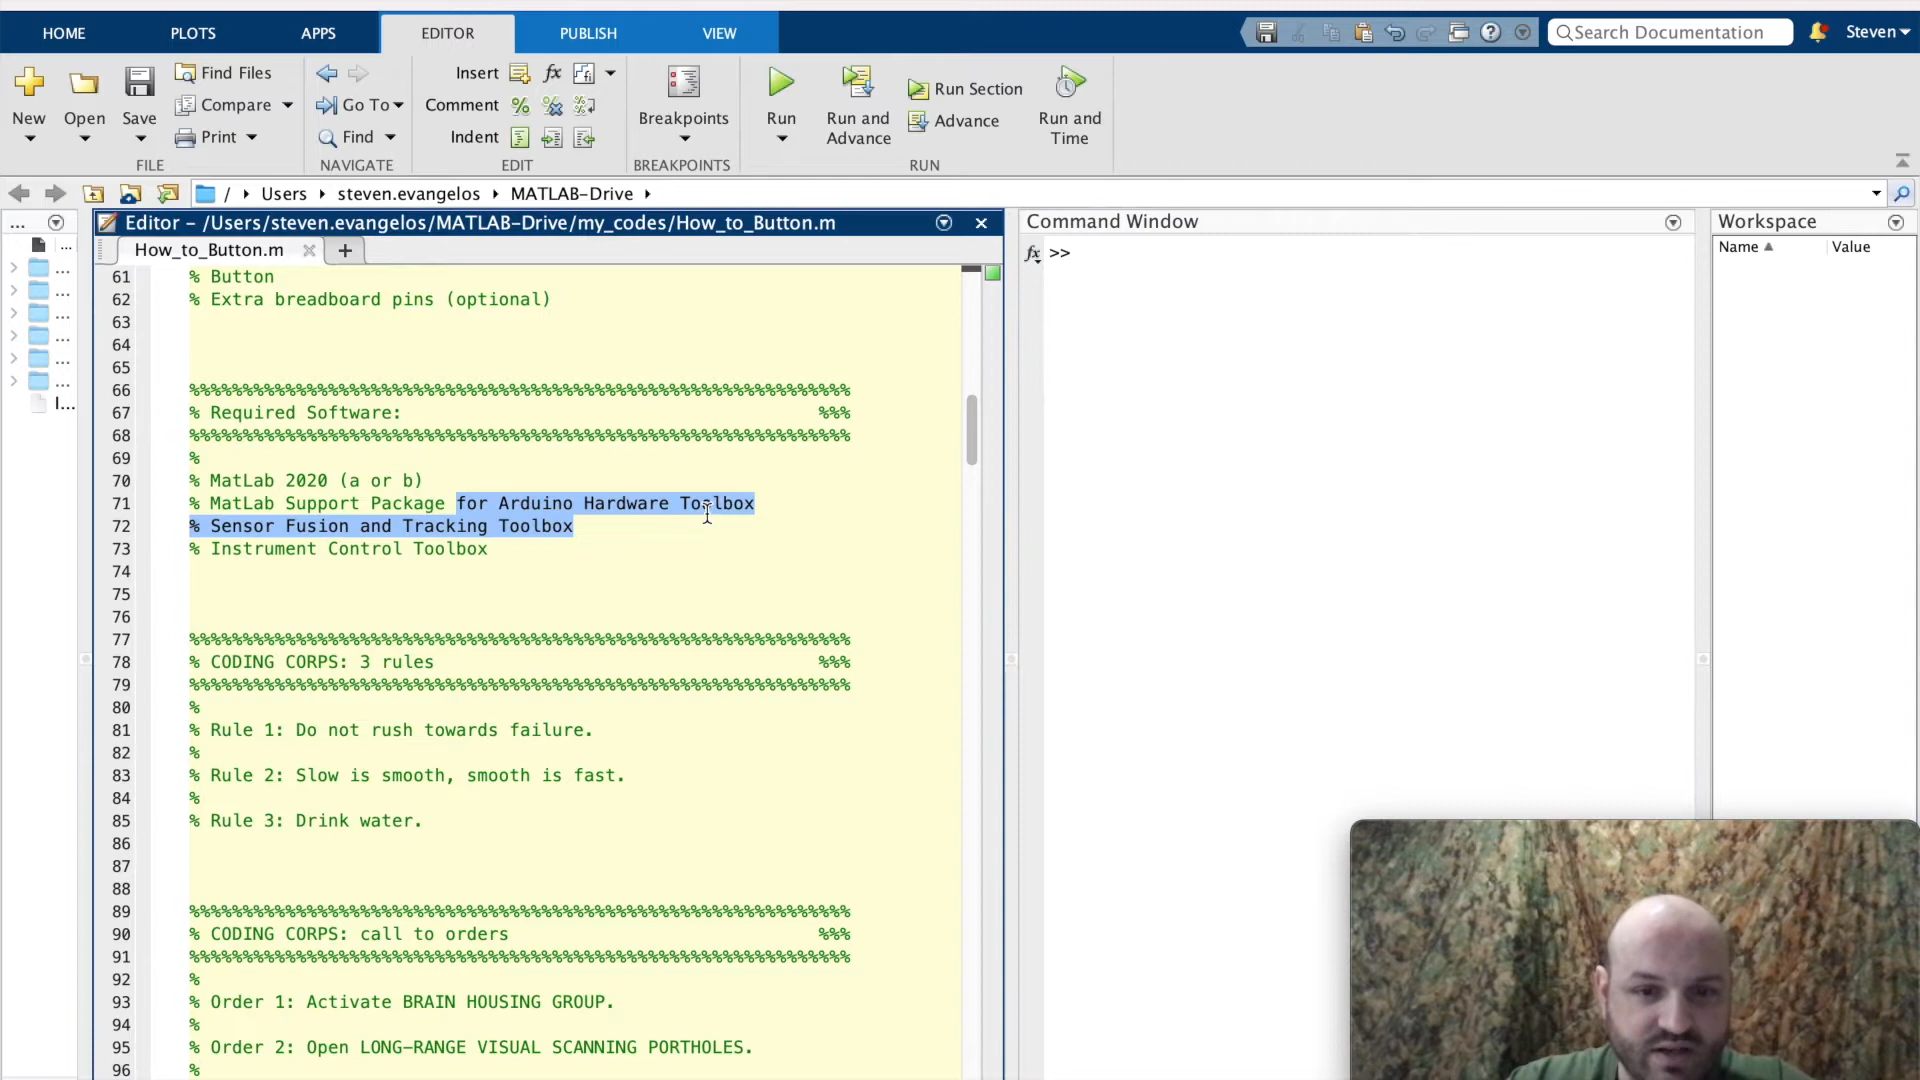 HOME PLOTS APPS EDITOR PUBLISH VIEW Search Documentation Steven
New Open Save Find Files Compare Print FILE
Go To Find NAVIGATE
Insert fx Comment Indent EDIT
Breakpoints BREAKPOINTS
Run Run and Advance Run Section Advance Run and Time RUN
/ Users steven.evangelos MATLAB-Drive
... Editor - /Users/steven.evangelos/MATLAB-Drive/my_codes/How_to_Button.m Command Window Workspace
How_to_Button.m + fx >> Name Value
61 % Button
62 % Extra breadboard pins (optional)
63
64
65
66 %%%%%%%%%%%%%%%%%%%%%%%%%%%%%%%%%%%%%%%%%%%%%%%%%%%%%%%%%%%%%%
67 % Required Software: %%%
68 %%%%%%%%%%%%%%%%%%%%%%%%%%%%%%%%%%%%%%%%%%%%%%%%%%%%%%%%%%%%%%
69 %
70 % MatLab 2020 (a or b)
71 % MatLab Support Package for Arduino Hardware Toolbox
72 % Sensor Fusion and Tracking Toolbox
73 % Instrument Control Toolbox
74
75
76
77 %%%%%%%%%%%%%%%%%%%%%%%%%%%%%%%%%%%%%%%%%%%%%%%%%%%%%%%%%%%%%%
78 % CODING CORPS: 3 rules %%%
79 %%%%%%%%%%%%%%%%%%%%%%%%%%%%%%%%%%%%%%%%%%%%%%%%%%%%%%%%%%%%%%
80 %
81 % Rule 1: Do not rush towards failure.
82 %
83 % Rule 2: Slow is smooth, smooth is fast.
84 %
85 % Rule 3: Drink water.
86
87
88
89 %%%%%%%%%%%%%%%%%%%%%%%%%%%%%%%%%%%%%%%%%%%%%%%%%%%%%%%%%%%%%%
90 % CODING CORPS: call to orders %%%
91 %%%%%%%%%%%%%%%%%%%%%%%%%%%%%%%%%%%%%%%%%%%%%%%%%%%%%%%%%%%%%%
92 %
93 % Order 1: Activate BRAIN HOUSING GROUP.
94 %
95 % Order 2: Open LONG-RANGE VISUAL SCANNING PORTHOLES.
96 %